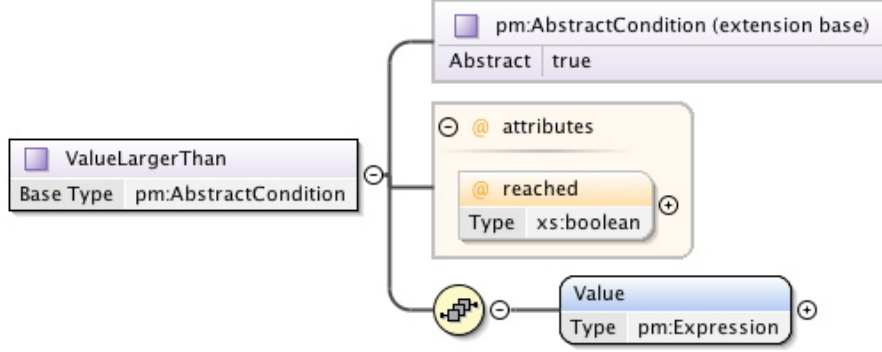 pm:AbstractCondition (extension base)
Abstract true
@ attributes
ValueLargerThan
Base Type pm:AbstractCondition
@ reached
Type xs:boolean
Value
Type pm:Expression